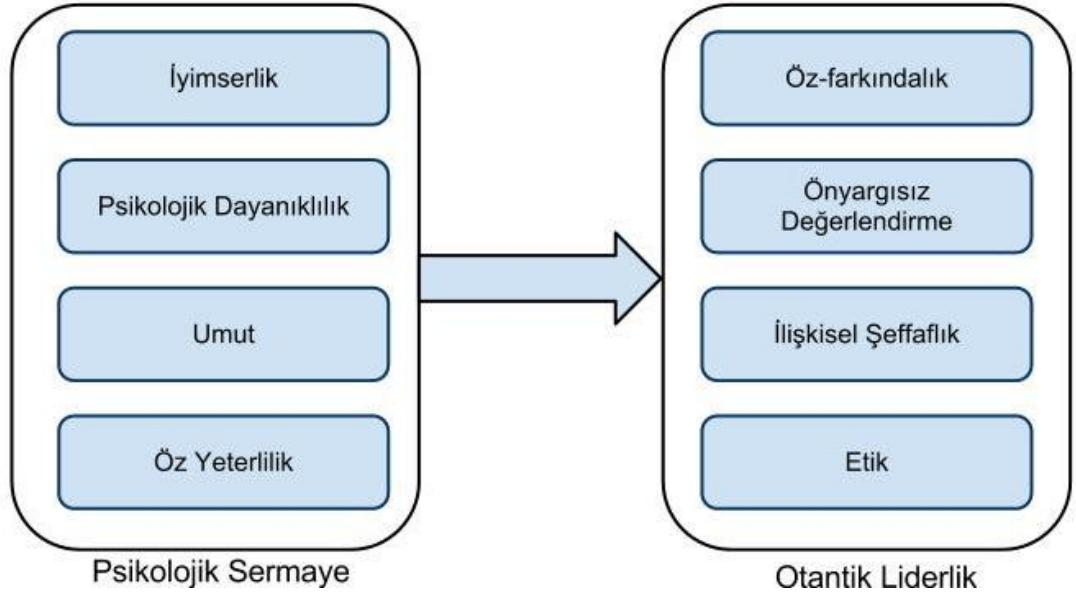 İyimserlik
Psikolojik Dayanıklılık
Umut
Öz Yeterlilik
Psikolojik Sermaye
Öz-farkındalık
Önyargısız
Değerlendirme
İlişkisel Şeffaflık
Etik
Otantik Liderlik